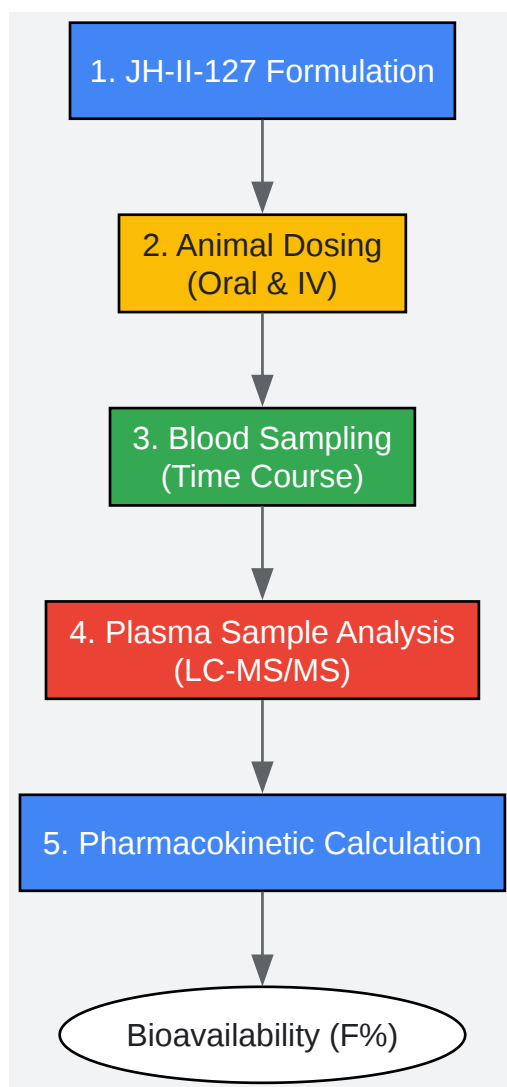 1. JH-II-127 Formulation
2. Animal Dosing
(Oral & IV)
3. Blood Sampling
(Time Course)
4. Plasma Sample Analysis
(LC-MS/MS)
5. Pharmacokinetic Calculation
Bioavailability (F%)